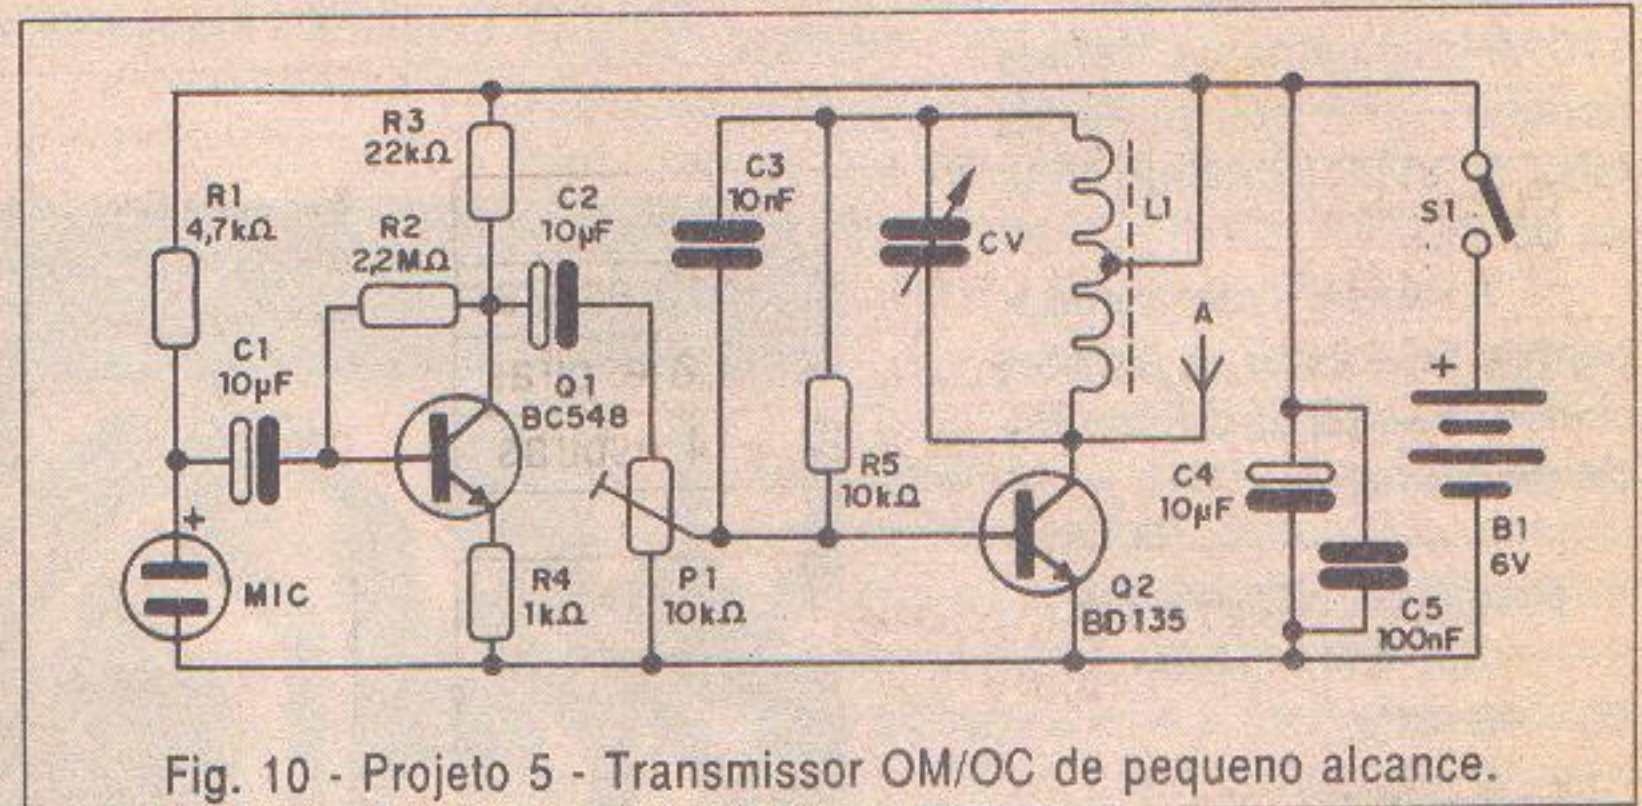 R3
22kΩ
R1
4,7kΩ
R2
2,2MΩ
C2
10µF
C3
10nF
CV
L1
S1
A
C1
10µF
Q1
BC548
+
R5
10kΩ
C4
10µF
+
B1
6V
+
MIC
R4
1kΩ
P1
10kΩ
Q2
BD135
C5
100nF
Fig. 10 - Projeto 5 - Transmissor OM/OC de pequeno alcance.